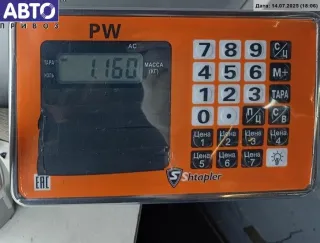 АВТО
ПРИВОЗ
Дата: 14.07.2025 (16:06)
PW
AC
1.160
МАССА
(КГ)
7 8 9 С/Ц
4 5 6 М+
1 2 3 ТАРА
0 •
Цена 1 Цена 2 Цена 3 Цена 4
Цена 5 Цена 6 Цена 7
EAC
Shtapler